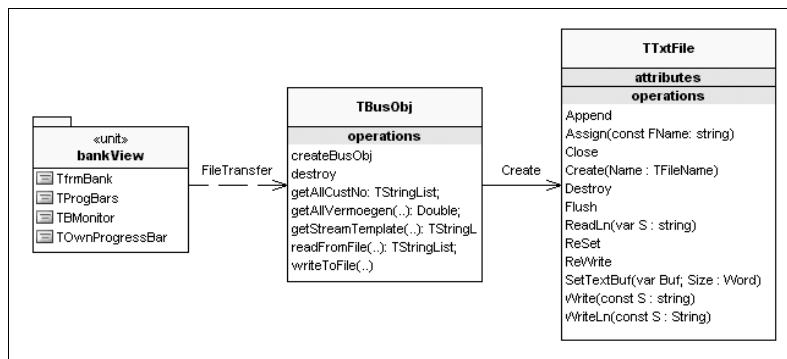 «unit»
bankView
TfrmBank
TProgBars
TBMonitor
TOwnProgressBar
FileTransfer
TBusObj
operations
createBusObj
destroy
getAllCustNo: TStringList;
getAllVermoegen(..): Double;
getStreamTemplate(..): TStringL
readFromFile(..): TStringList;
writeToFile(..)
Create
TTxtFile
attributes
operations
Append
Assign(const FName: string)
Close
Create(Name : TFileName)
Destroy
Flush
ReadLn(var S : string)
ReSet
ReWrite
SetTextBuf(var Buf; Size : Word)
Write(const S : string)
WriteLn(const S : String)